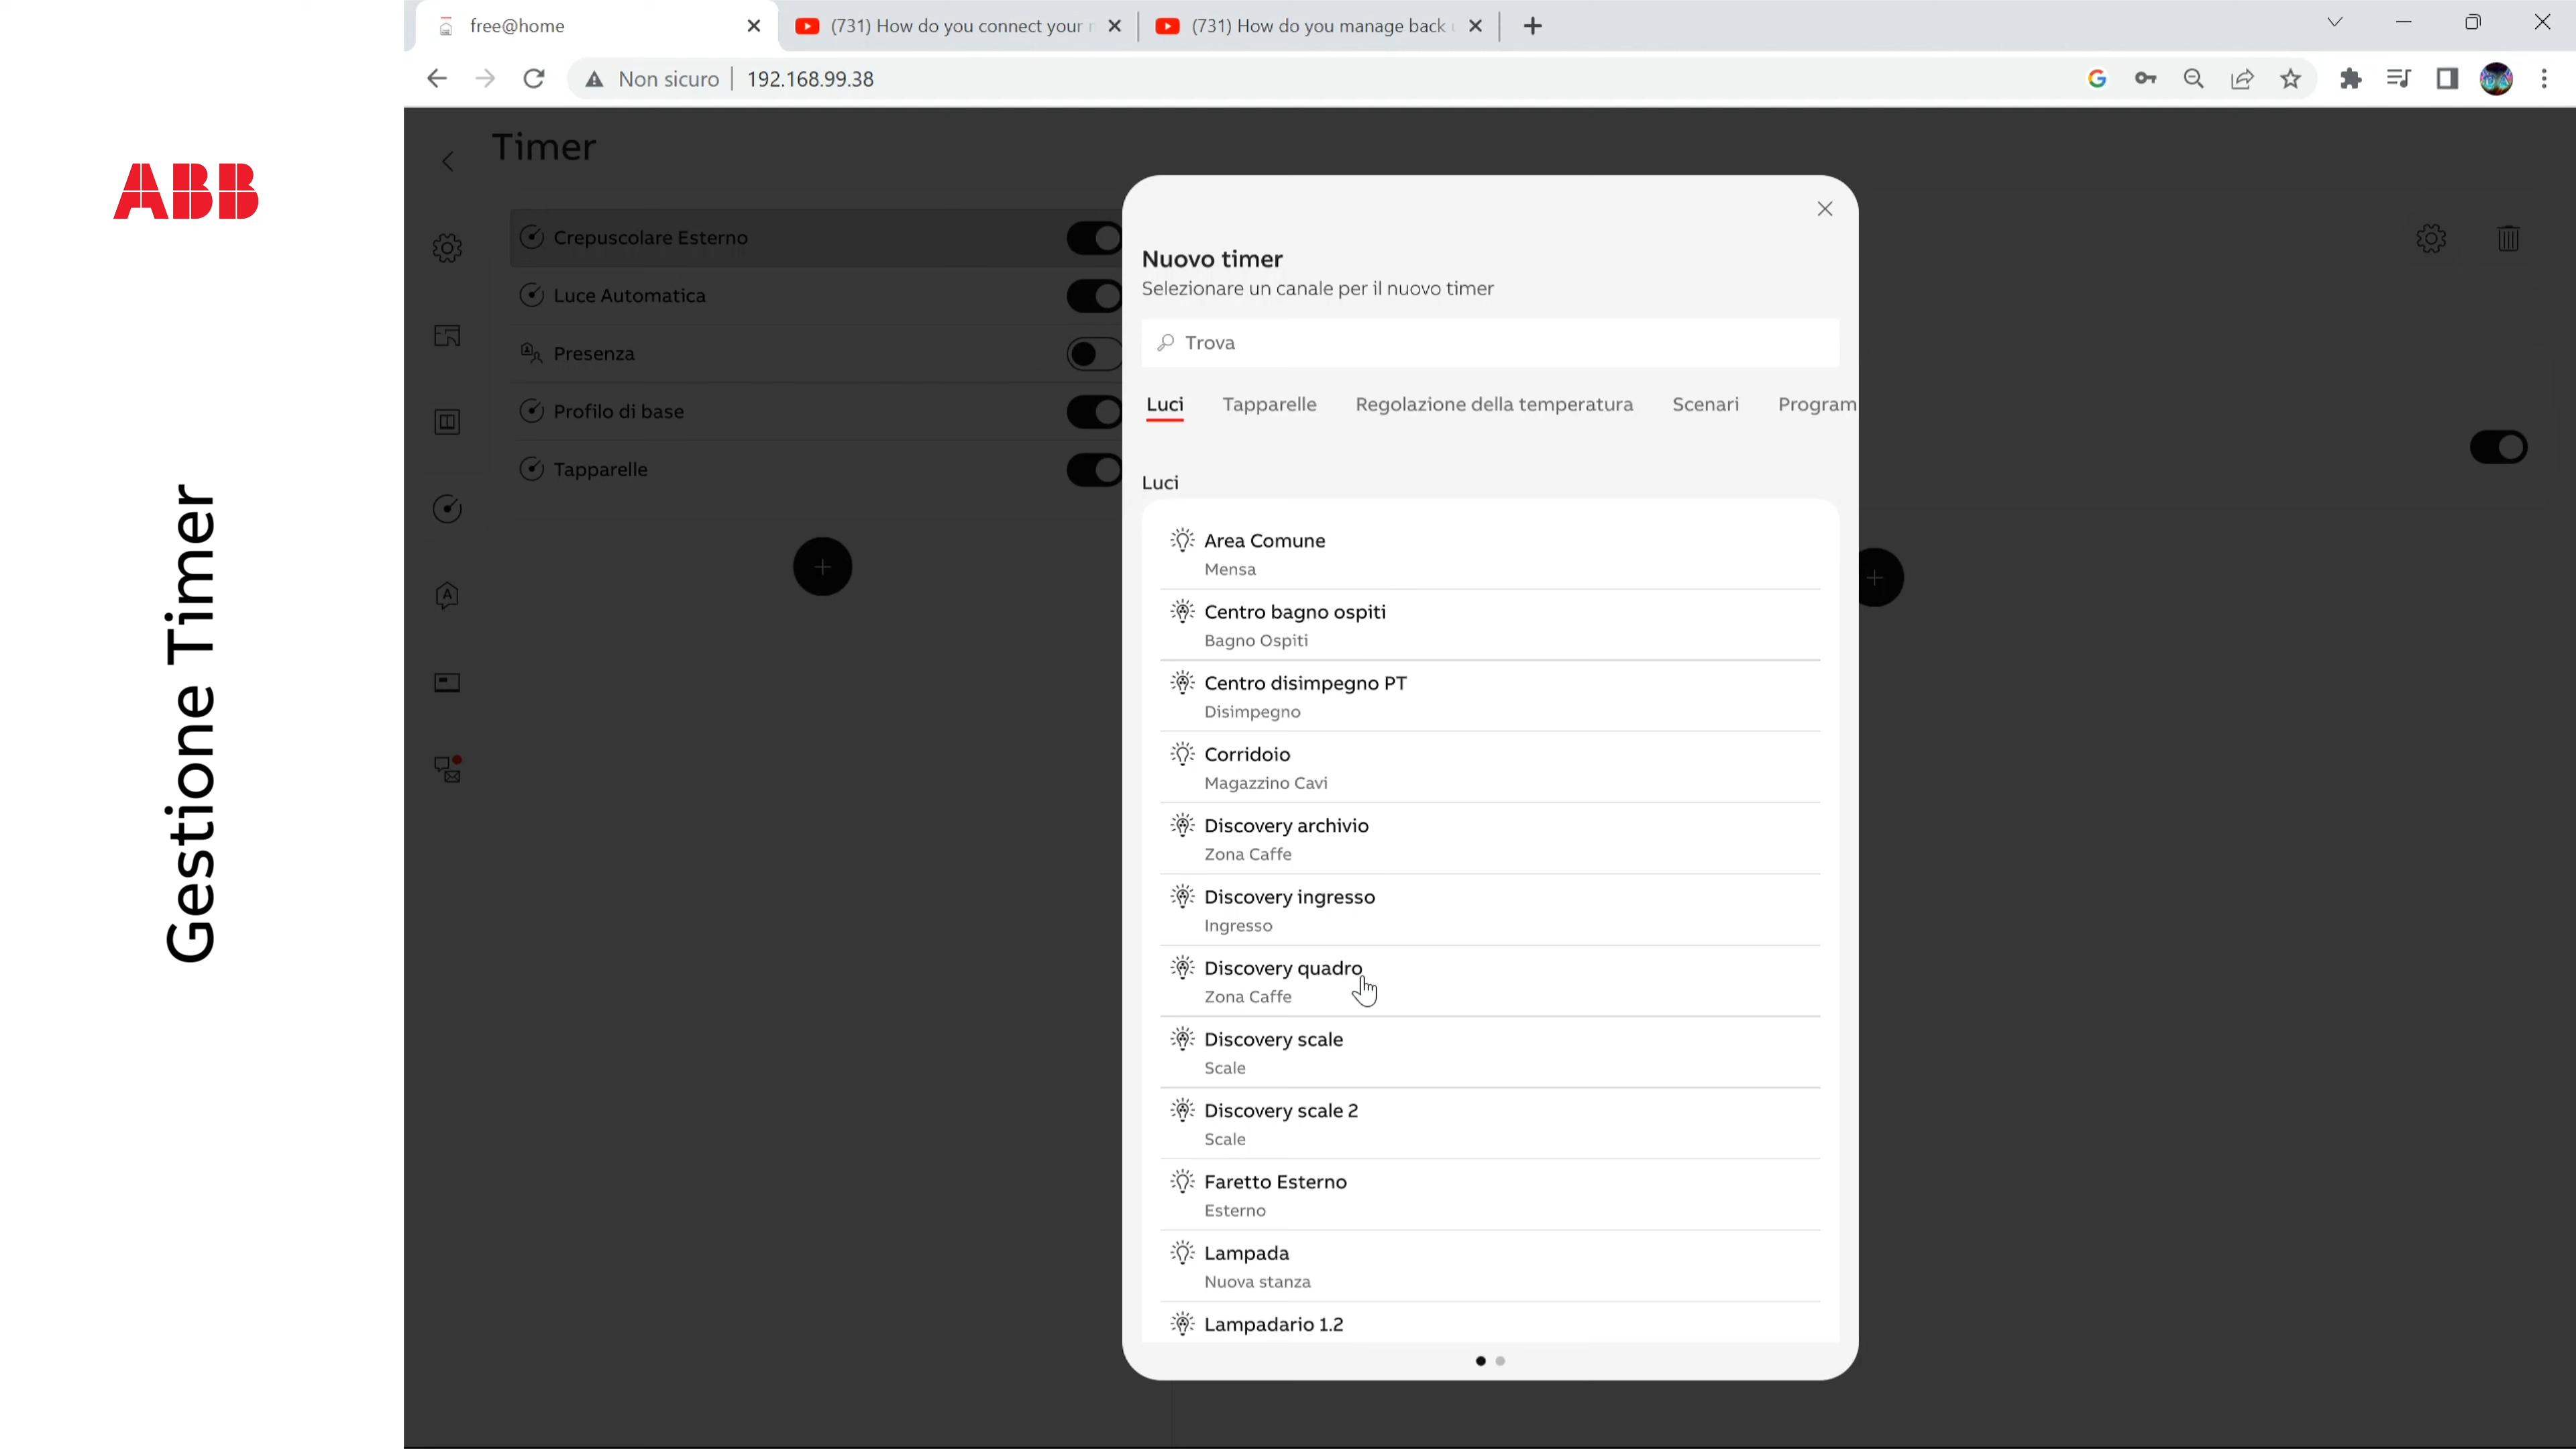 ABB
Gestione Timer
free@home
(731) How do you connect your
(731) How do you manage back
Non sicuro
192.168.99.38
Timer
Crepuscolare Esterno
Luce Automatica
Presenza
Profilo di base
Tapparelle
Nuovo timer
Selezionare un canale per il nuovo timer
Trova
Luci
Tapparelle
Regolazione della temperatura
Scenari
Program
Luci
Area Comune
Mensa
Centro bagno ospiti
Bagno Ospiti
Centro disimpegno PT
Disimpegno
Corridoio
Magazzino Cavi
Discovery archivio
Zona Caffe
Discovery ingresso
Ingresso
Discovery quadro
Zona Caffe
Discovery scale
Scale
Discovery scale 2
Scale
Faretto Esterno
Esterno
Lampada
Nuova stanza
Lampadario 1.2